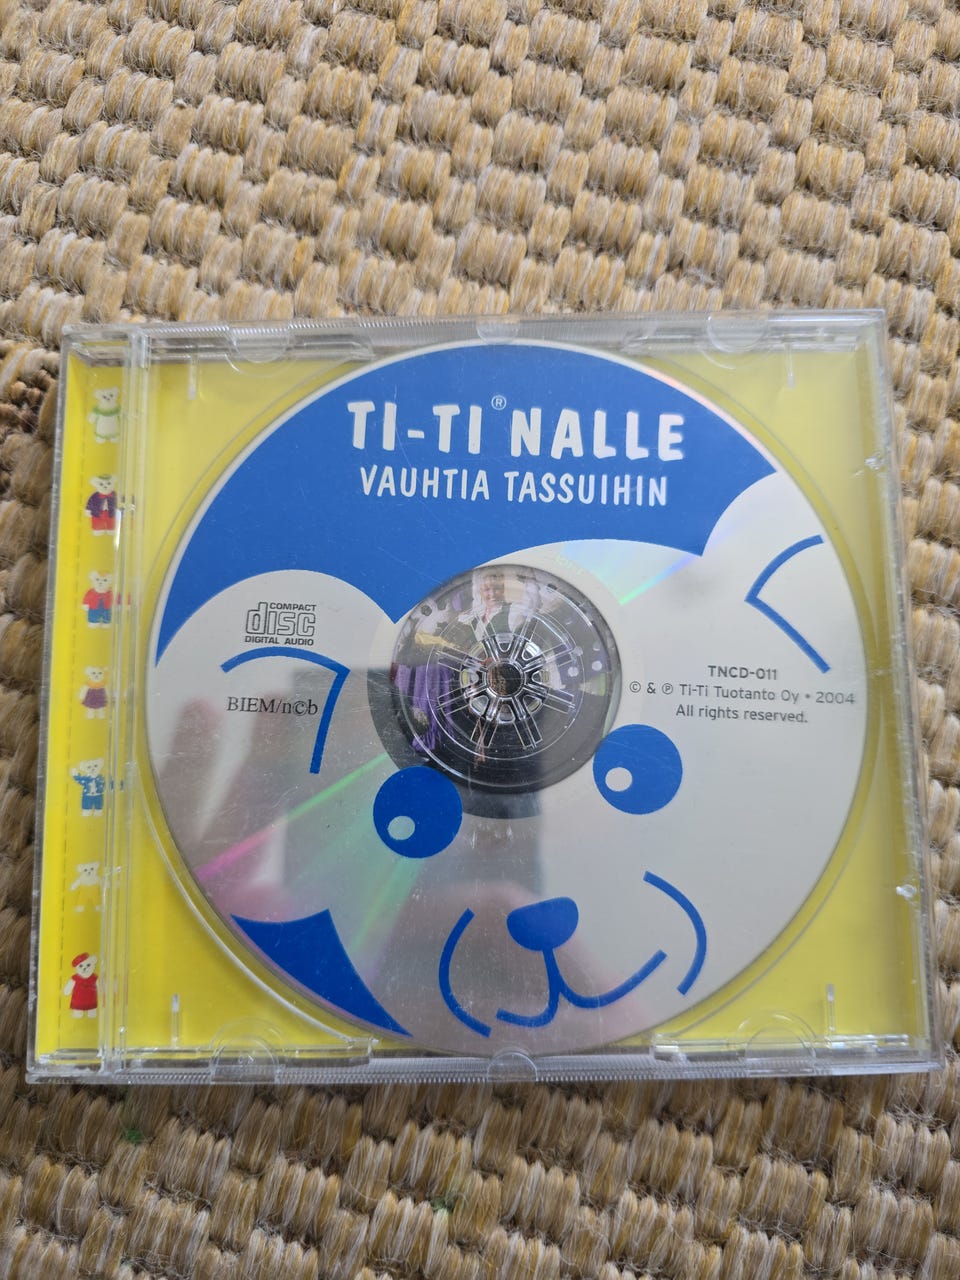 TI-TI® NALLE
VAUHTIA TASSUIHIN
COMPACT
disc
DIGITAL AUDIO
BIEM/n©b
TNCD-011
© & ℗ Ti-Ti Tuotanto Oy • 2004
All rights reserved.